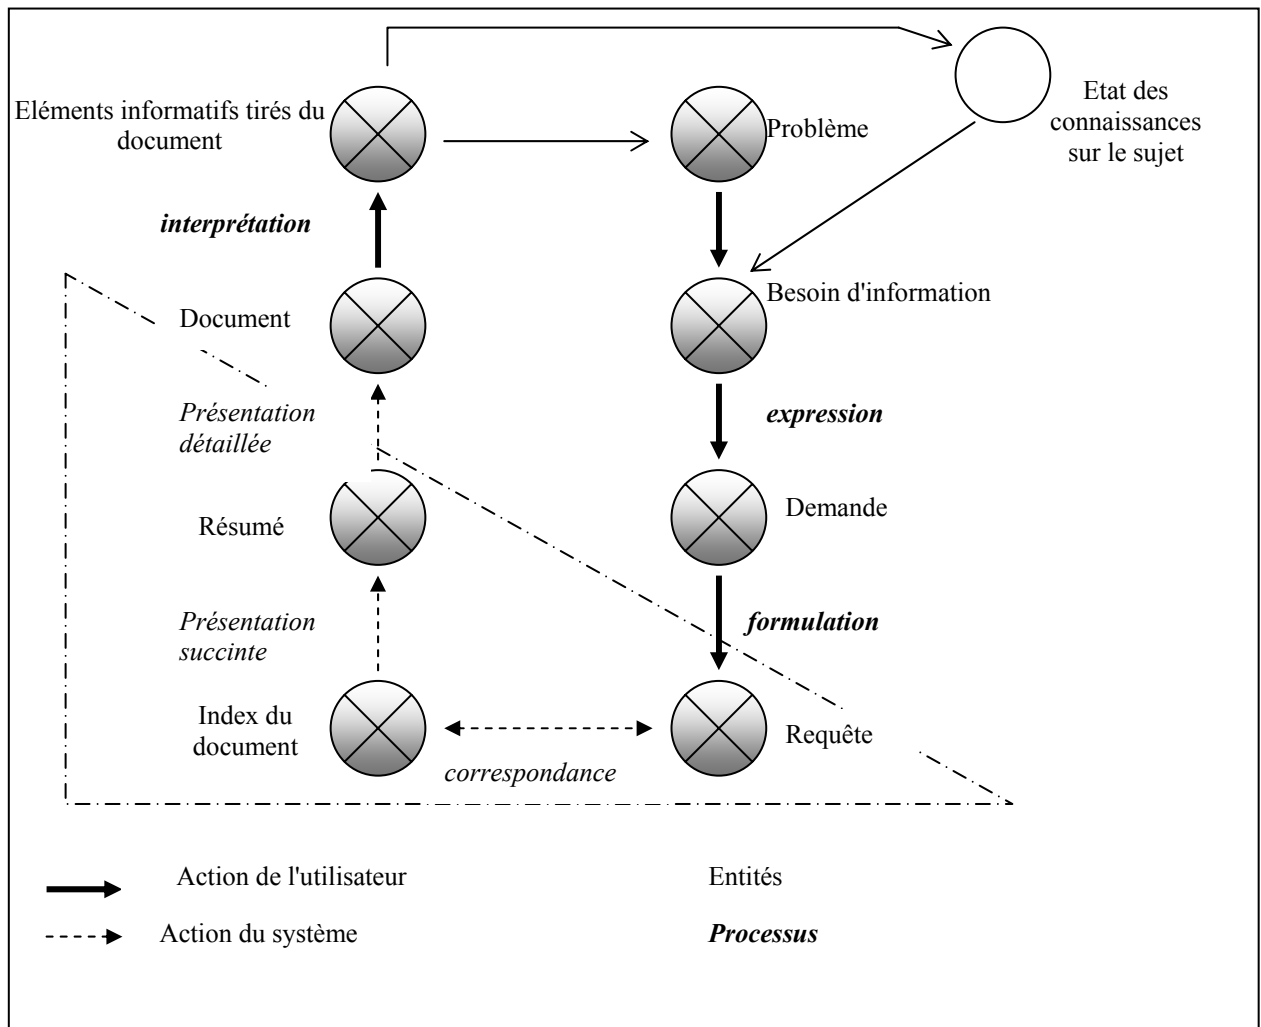 Eléments informatifs tirés du
document
Problème
Etat des
connaissances
sur le sujet
interprétation
Document
Besoin d'information
Présentation
détaillée
expression
Résumé
Demande
Présentation
succinte
formulation
Index du
document
Requête
correspondance
Action de l'utilisateur
Entités
Action du système
Processus